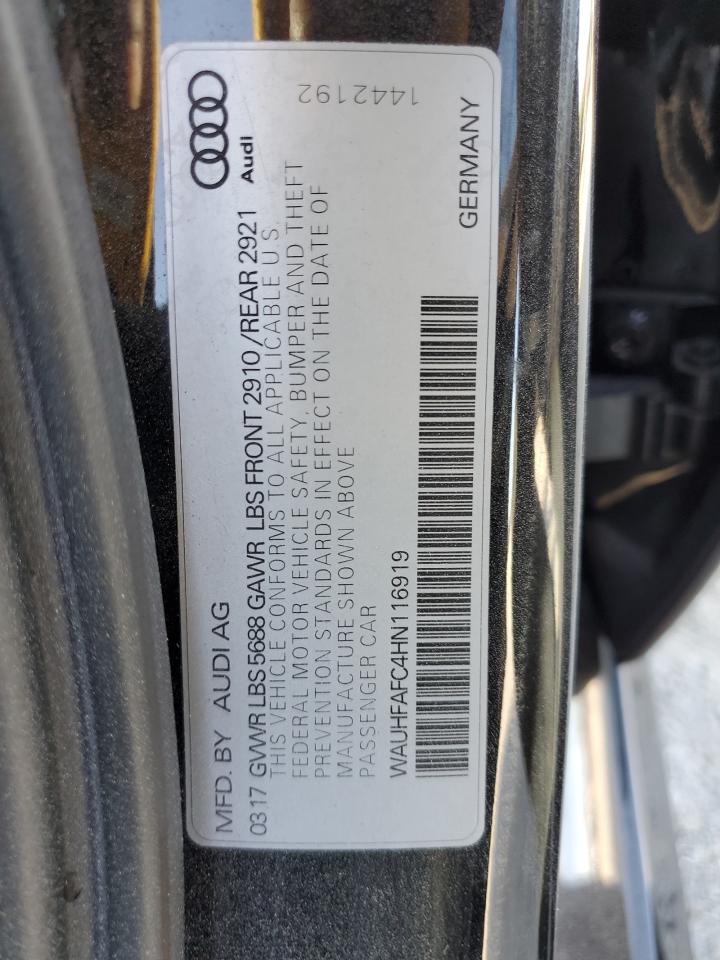 MFD. BY AUDI AG
Audi
03.17 GVWR LBS 5688 GAWR LBS FRONT 2910/REAR 2921
THIS VEHICLE CONFORMS TO ALL APPLICABLE U.S.
FEDERAL MOTOR VEHICLE SAFETY, BUMPER AND THEFT
PREVENTION STANDARDS IN EFFECT ON THE DATE OF
MANUFACTURE SHOWN ABOVE
PASSENGER CAR
WAUHFAFC4HN116919
GERMANY
1442192